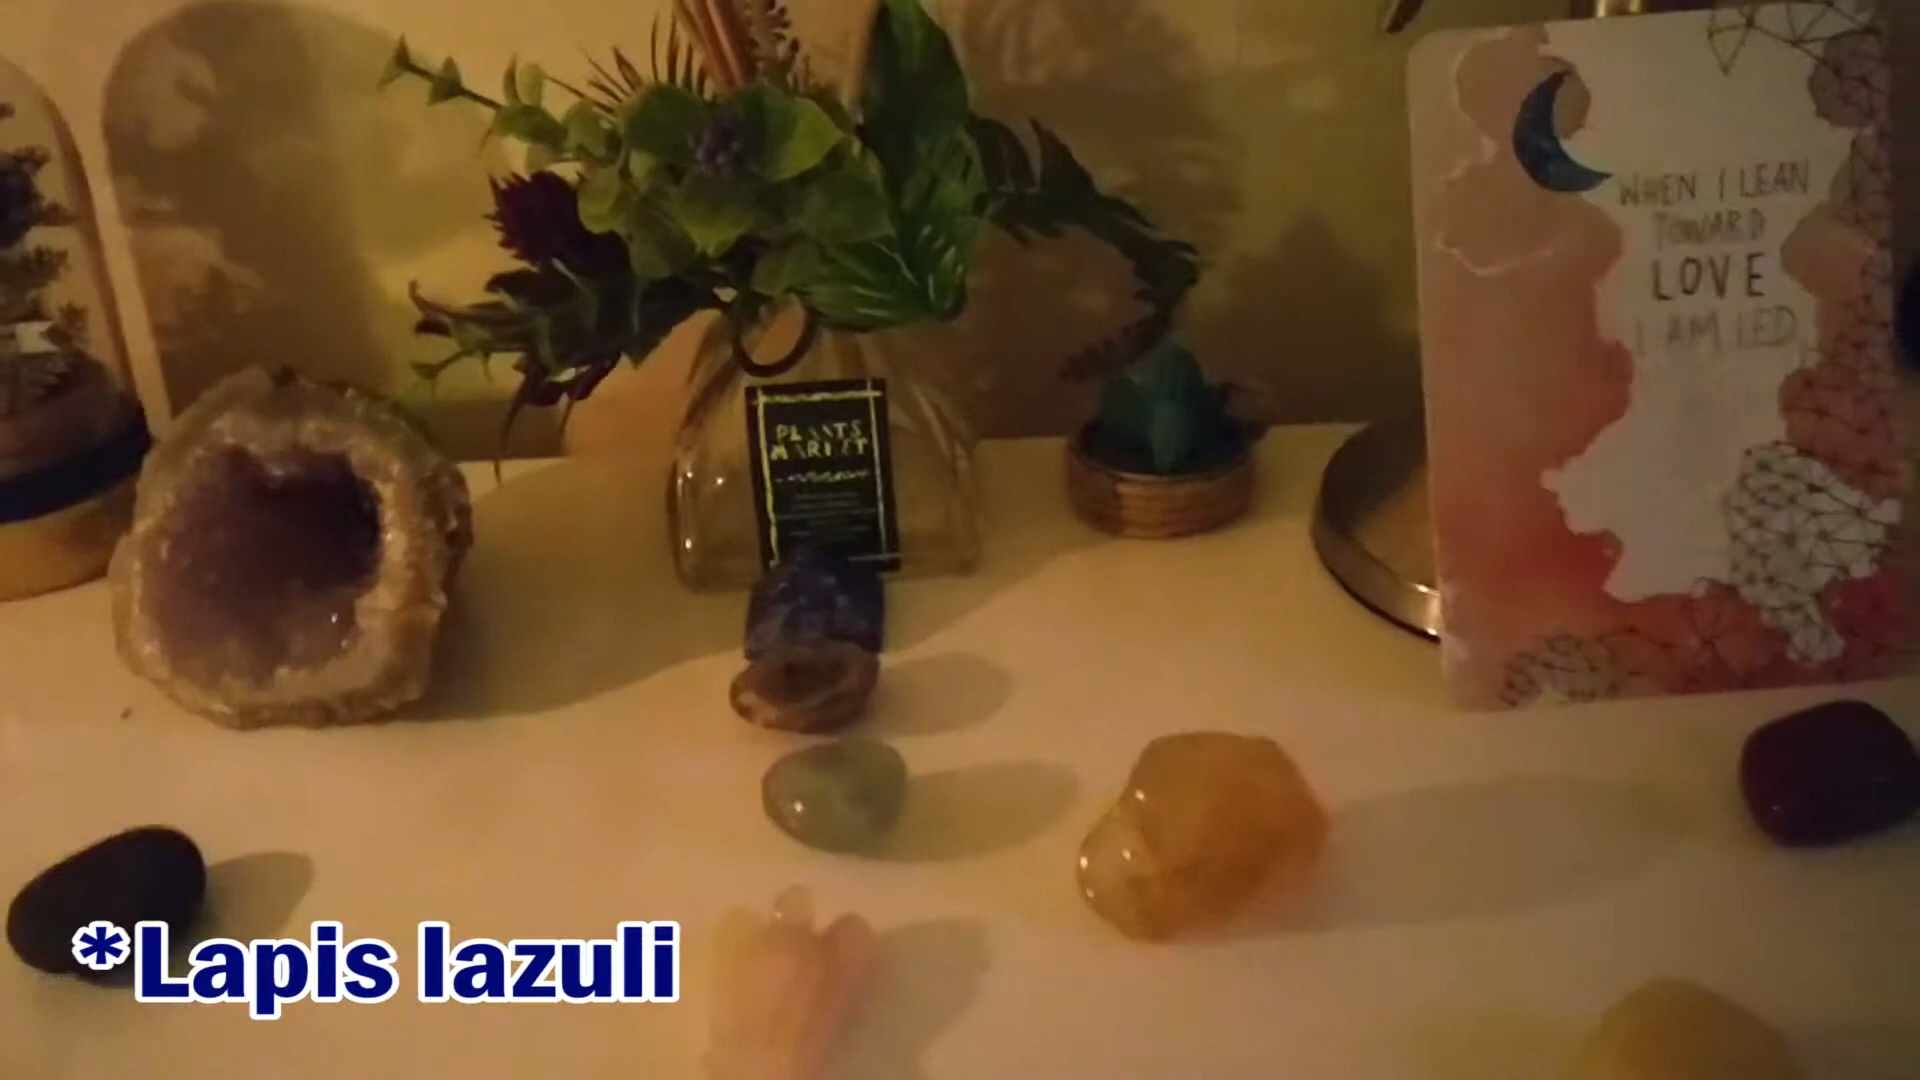 WHEN I LEAN
TOWARD
LOVE
I AM LED
PLANTS
MARKET
*Lapis lazuli